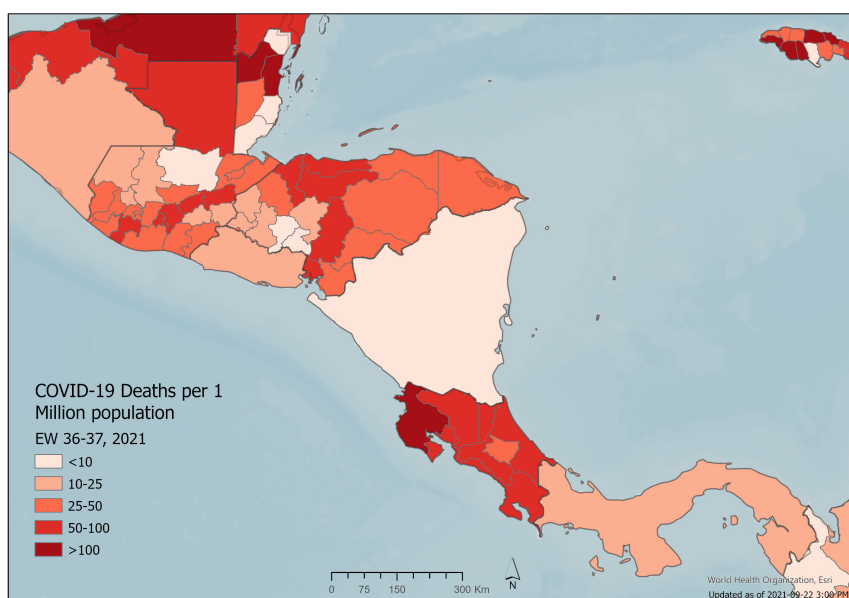 COVID-19 Deaths per 1
Million population
EW 36-37, 2021
<10
10-25
25-50
50-100
>100
0 75 150 300 Km
N
World Health Organization, Esri
Updated as of 2021-09-22 3:00 PM